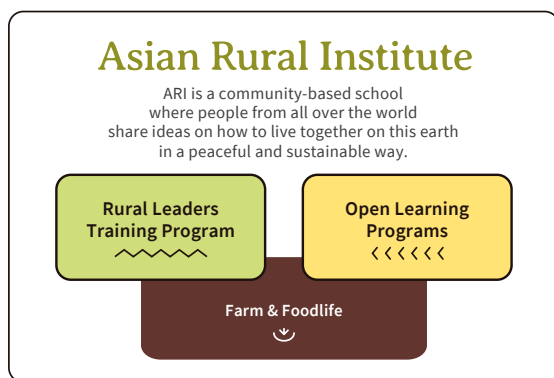 Asian Rural Institute
ARI is a community-based school
where people from all over the world
share ideas on how to live together on this earth
in a peaceful and sustainable way.
Rural Leaders
Training Program
Open Learning
Programs
Farm & Foodlife